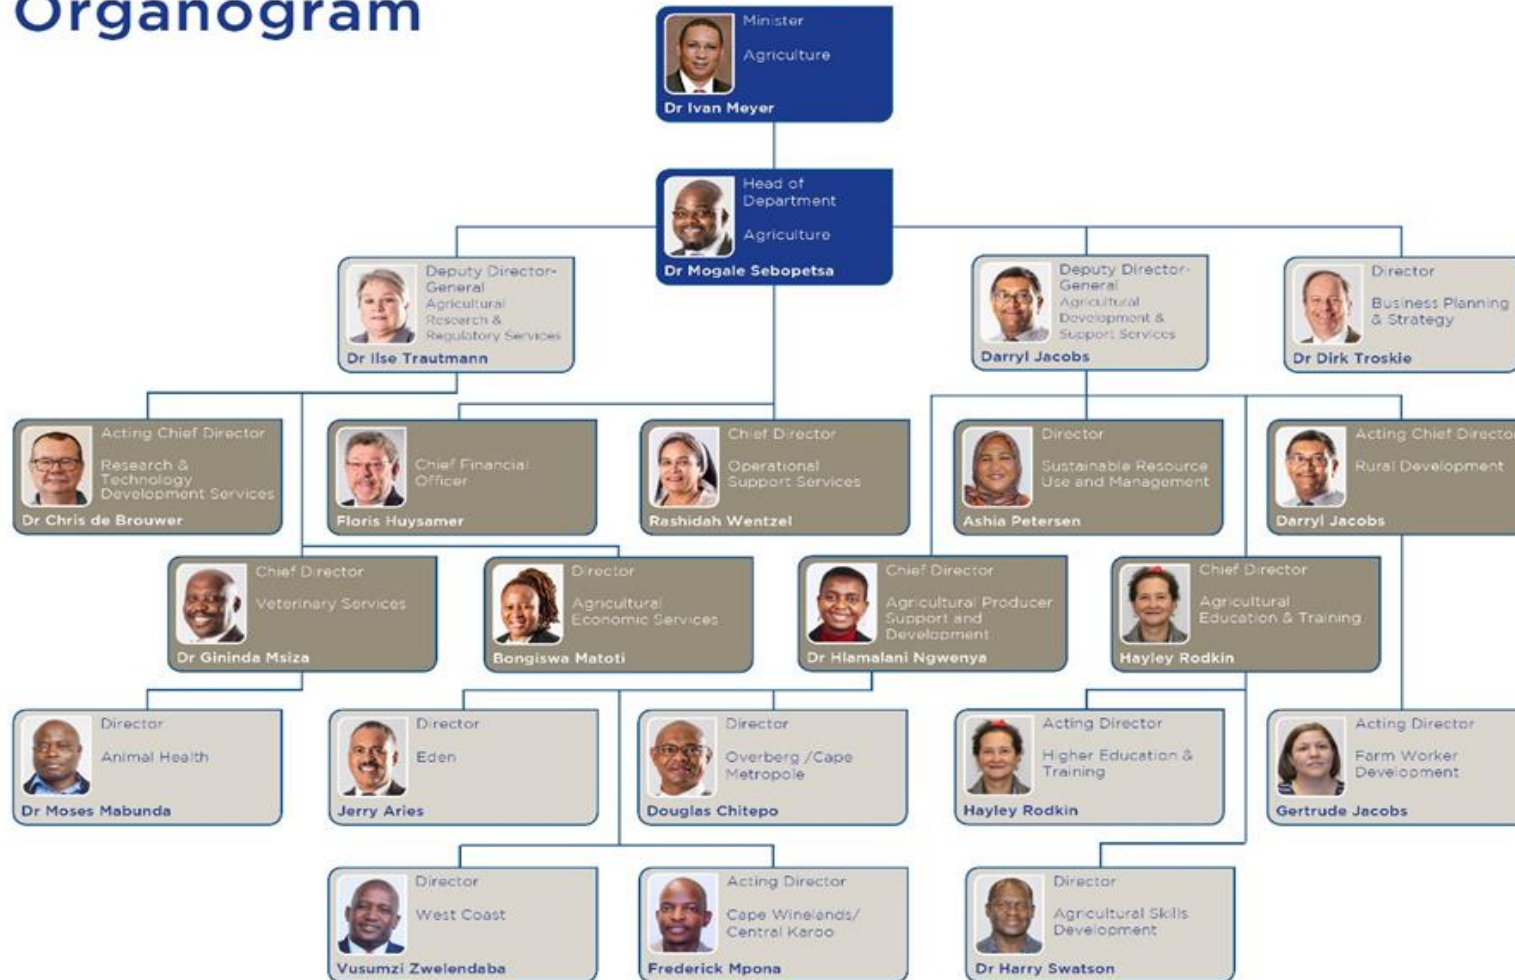 Organogram
Minister
Agriculture
Dr Ivan Meyer
Head of
Department
Agriculture
Dr Mogale Sebopetsa
Deputy Director-
General
Agricultural
Research &
Regulatory Services
Dr Ilse Trautmann
Deputy Director-
General
Agricultural
Development &
Support Services
Darryl Jacobs
Director
Business Planning
& Strategy
Dr Dirk Troskie
Acting Chief Director
Research &
Technology
Development Services
Dr Chris de Brouwer
Chief Financial
Officer
Floris Huysamer
Chief Director
Operational
Support Services
Rashidah Wentzel
Director
Sustainable Resource
Use and Management
Ashia Petersen
Acting Chief Director
Rural Development
Darryl Jacobs
Chief Director
Veterinary Services
Dr Gininda Msiza
Director
Agricultural
Economic Services
Bongiswa Matoti
Chief Director
Agricultural Producer
Support and
Development
Dr Hlamalani Ngwenya
Chief Director
Agricultural
Education & Training
Hayley Rodkin
Director
Animal Health
Dr Moses Mabunda
Director
Eden
Jerry Aries
Director
Overberg /Cape
Metropole
Douglas Chitepo
Acting Director
Higher Education &
Training
Hayley Rodkin
Acting Director
Farm Worker
Development
Gertrude Jacobs
Director
West Coast
Vusumzi Zwelendaba
Acting Director
Cape Winelands/
Central Karoo
Frederick Mpona
Director
Agricultural Skills
Development
Dr Harry Swatson